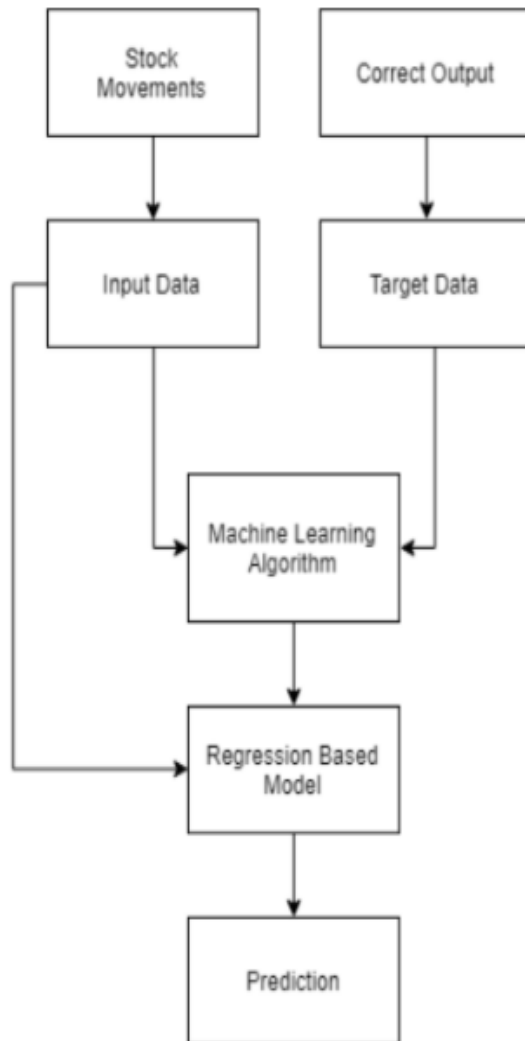 Stock
Movements
Correct Output
Input Data
Target Data
Machine Learning
Algorithm
Regression Based
Model
Prediction